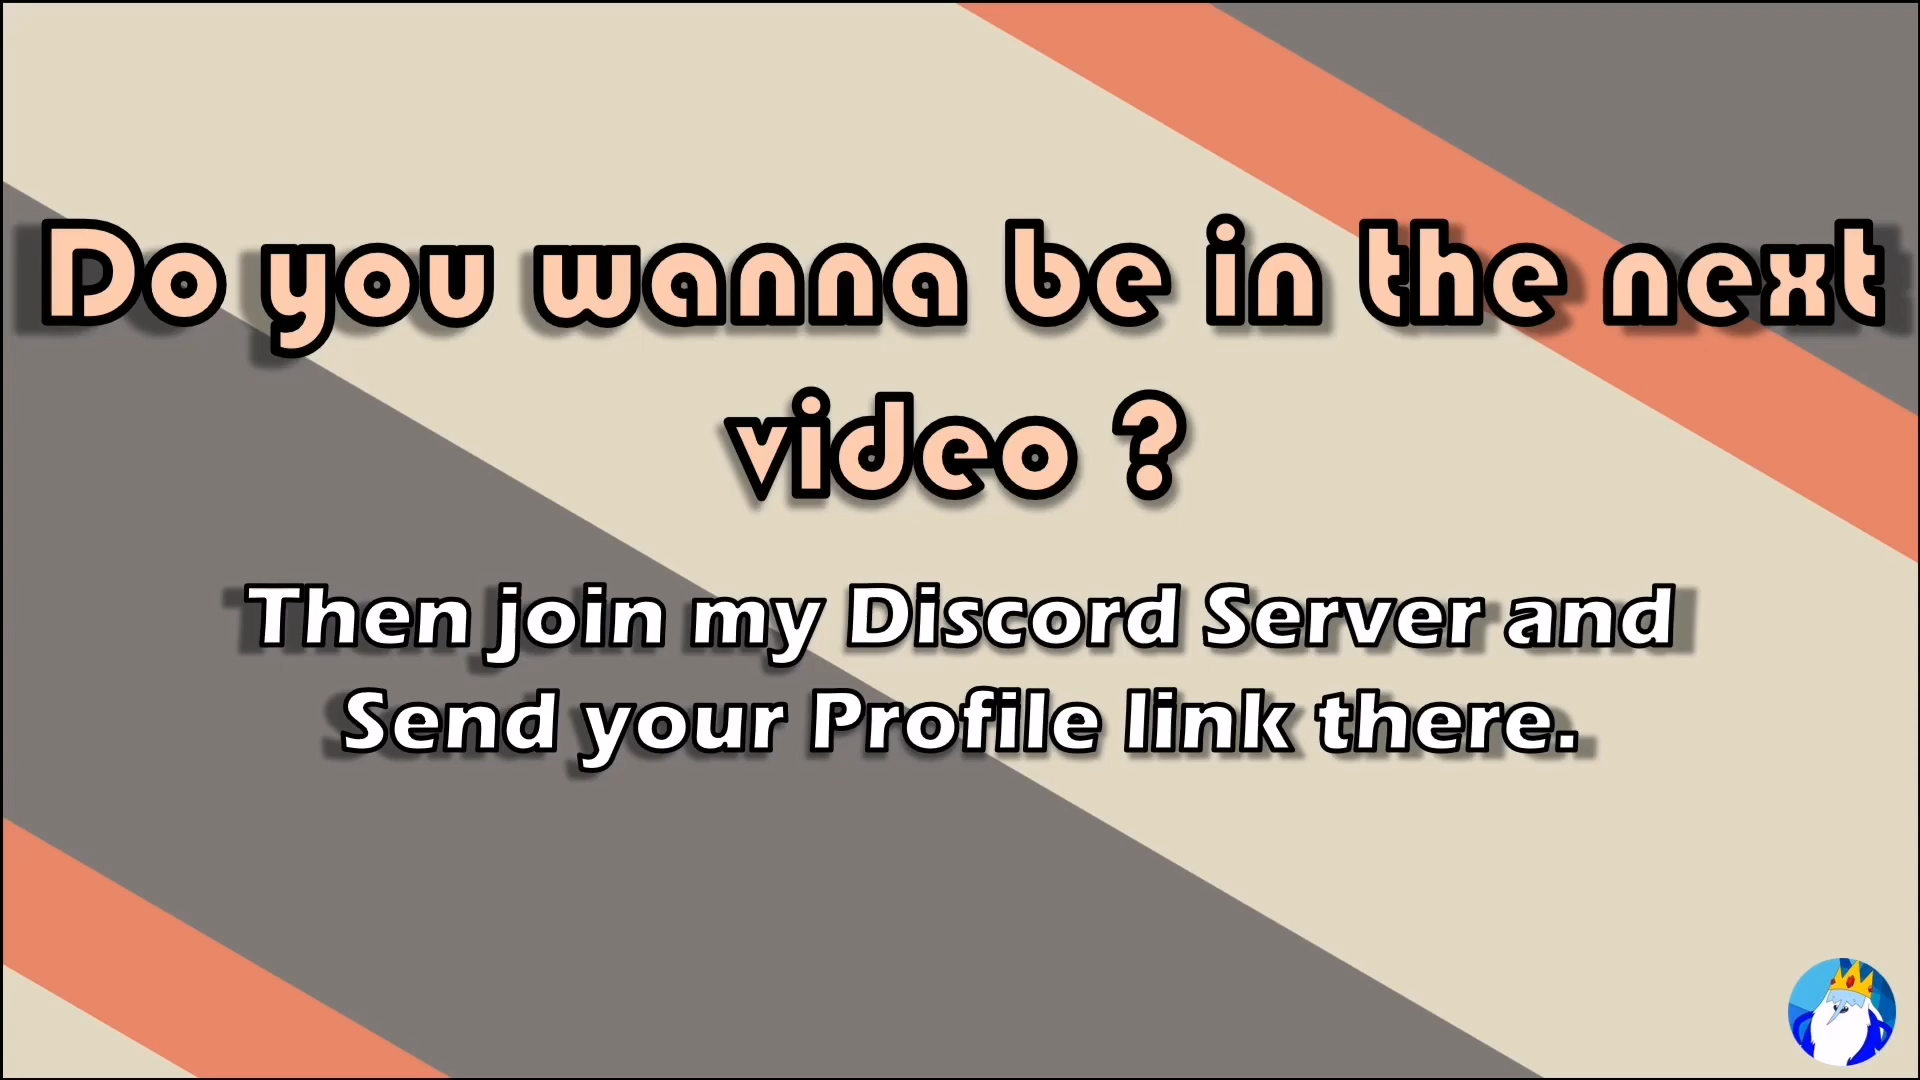 Do you wanna be in the next
video ?
Then join my Discord Server and
Send your Profile link there.